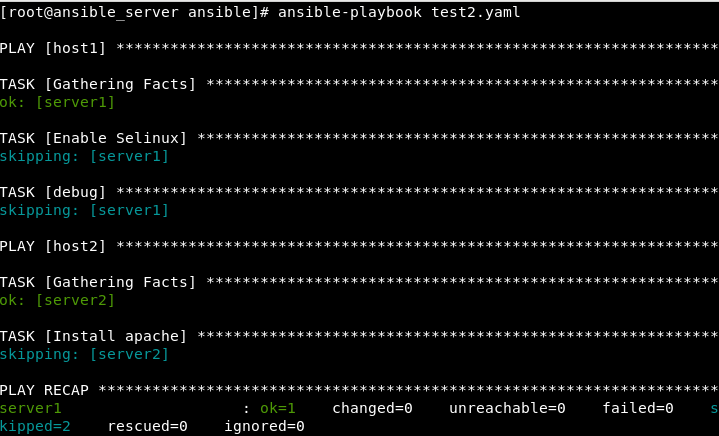 [root@ansible_server ansible]# ansible-playbook test2.yaml
PLAY [host1] *******************************************************************
TASK [Gathering Facts] *********************************************************
ok: [server1]
TASK [Enable Selinux] **********************************************************
skipping: [server1]
TASK [debug] *******************************************************************
skipping: [server1]
PLAY [host2] *******************************************************************
TASK [Gathering Facts] *********************************************************
ok: [server2]
TASK [Install apache] **********************************************************
skipping: [server2]
PLAY RECAP *********************************************************************
server1                    : ok=1    changed=0    unreachable=0    failed=0    s
kipped=2    rescued=0    ignored=0